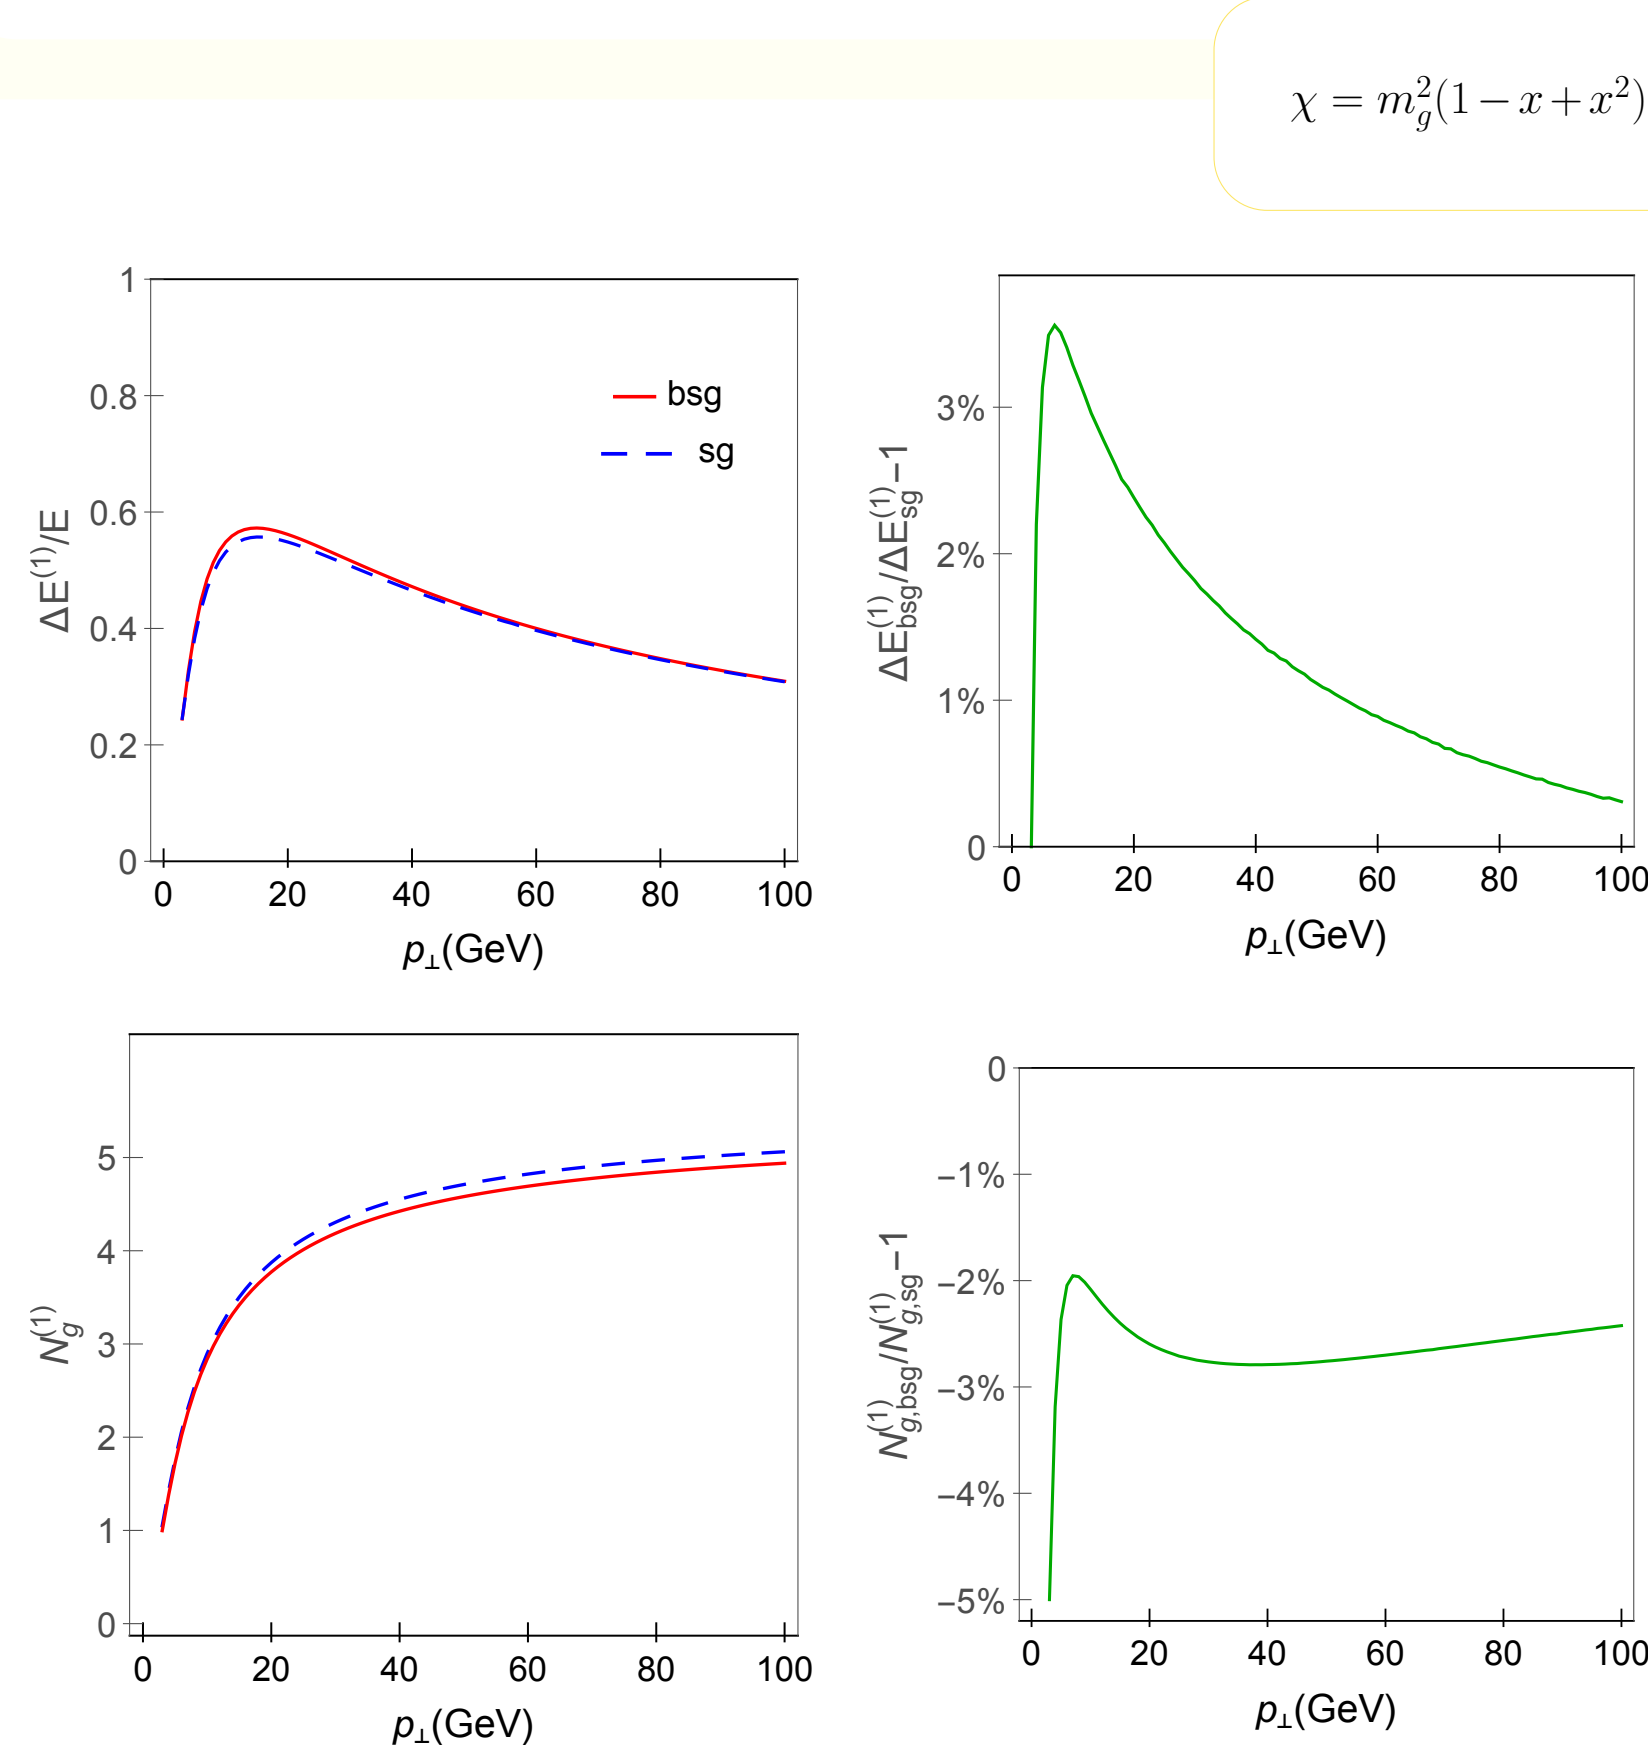 χ = m_g^2(1 − x + x^2)
1
0.8
0.6
0.4
0.2
0
ΔE^(1)/E
bsg
sg
0 20 40 60 80 100
p⊥(GeV)
3%
2%
1%
0
ΔE^(1)_bsg/ΔE^(1)_sg−1
0 20 40 60 80 100
p⊥(GeV)
5
4
3
2
1
0
N_g^(1)
0 20 40 60 80 100
p⊥(GeV)
0
−1%
−2%
−3%
−4%
−5%
N^(1)_g,bsg/N^(1)_g,sg−1
0 20 40 60 80 100
p⊥(GeV)